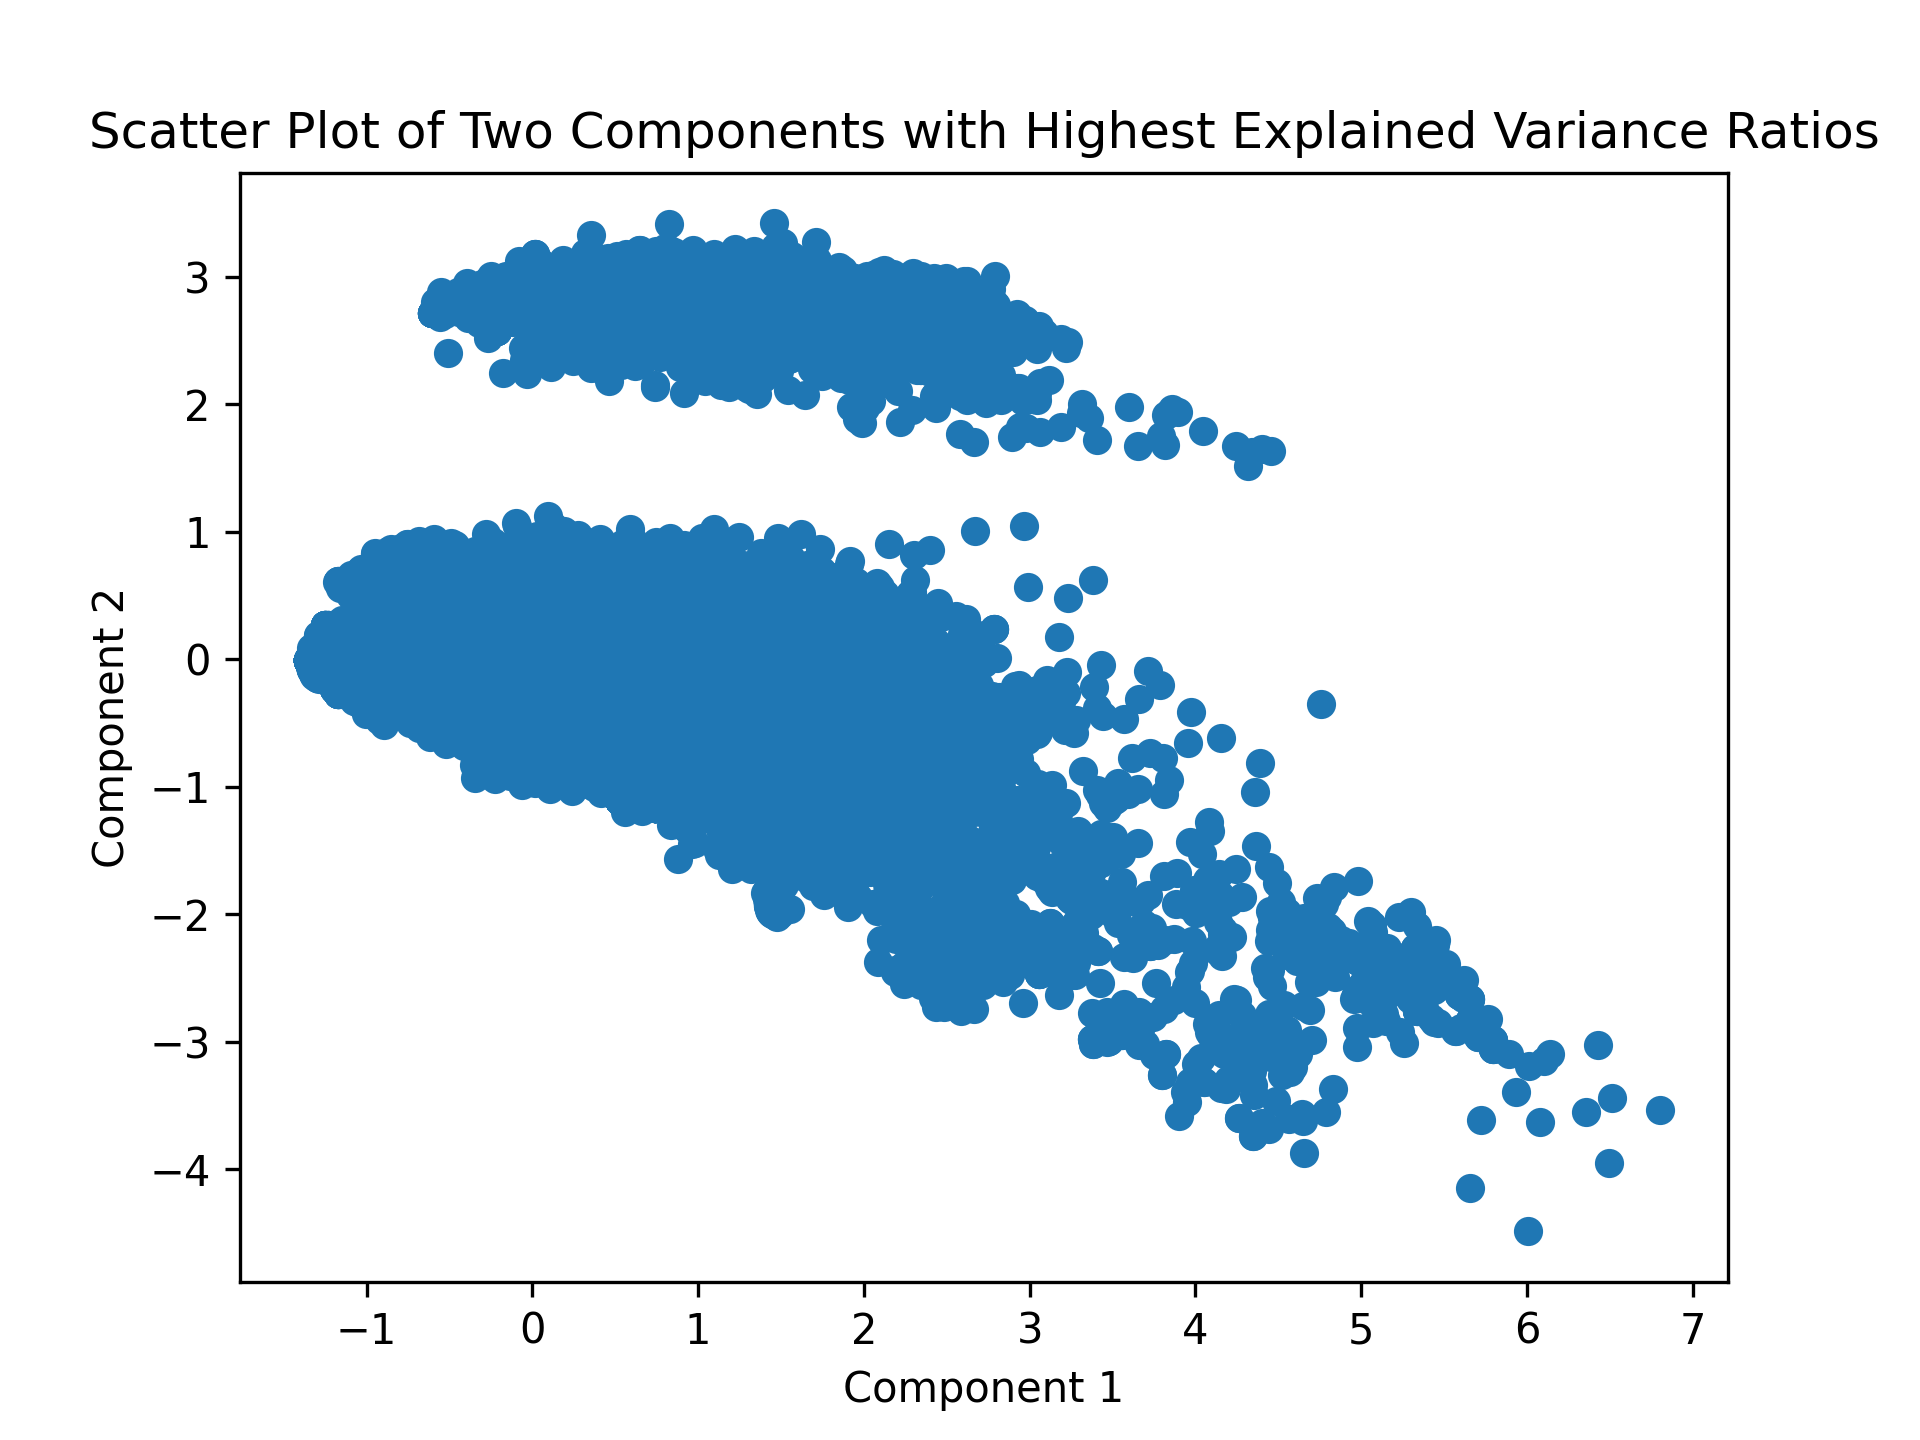 Scatter Plot of Two Components with Highest Explained Variance Ratios
3
2
1
0
−1
−2
−3
−4
Component 2
−1 0 1 2 3 4 5 6 7
Component 1